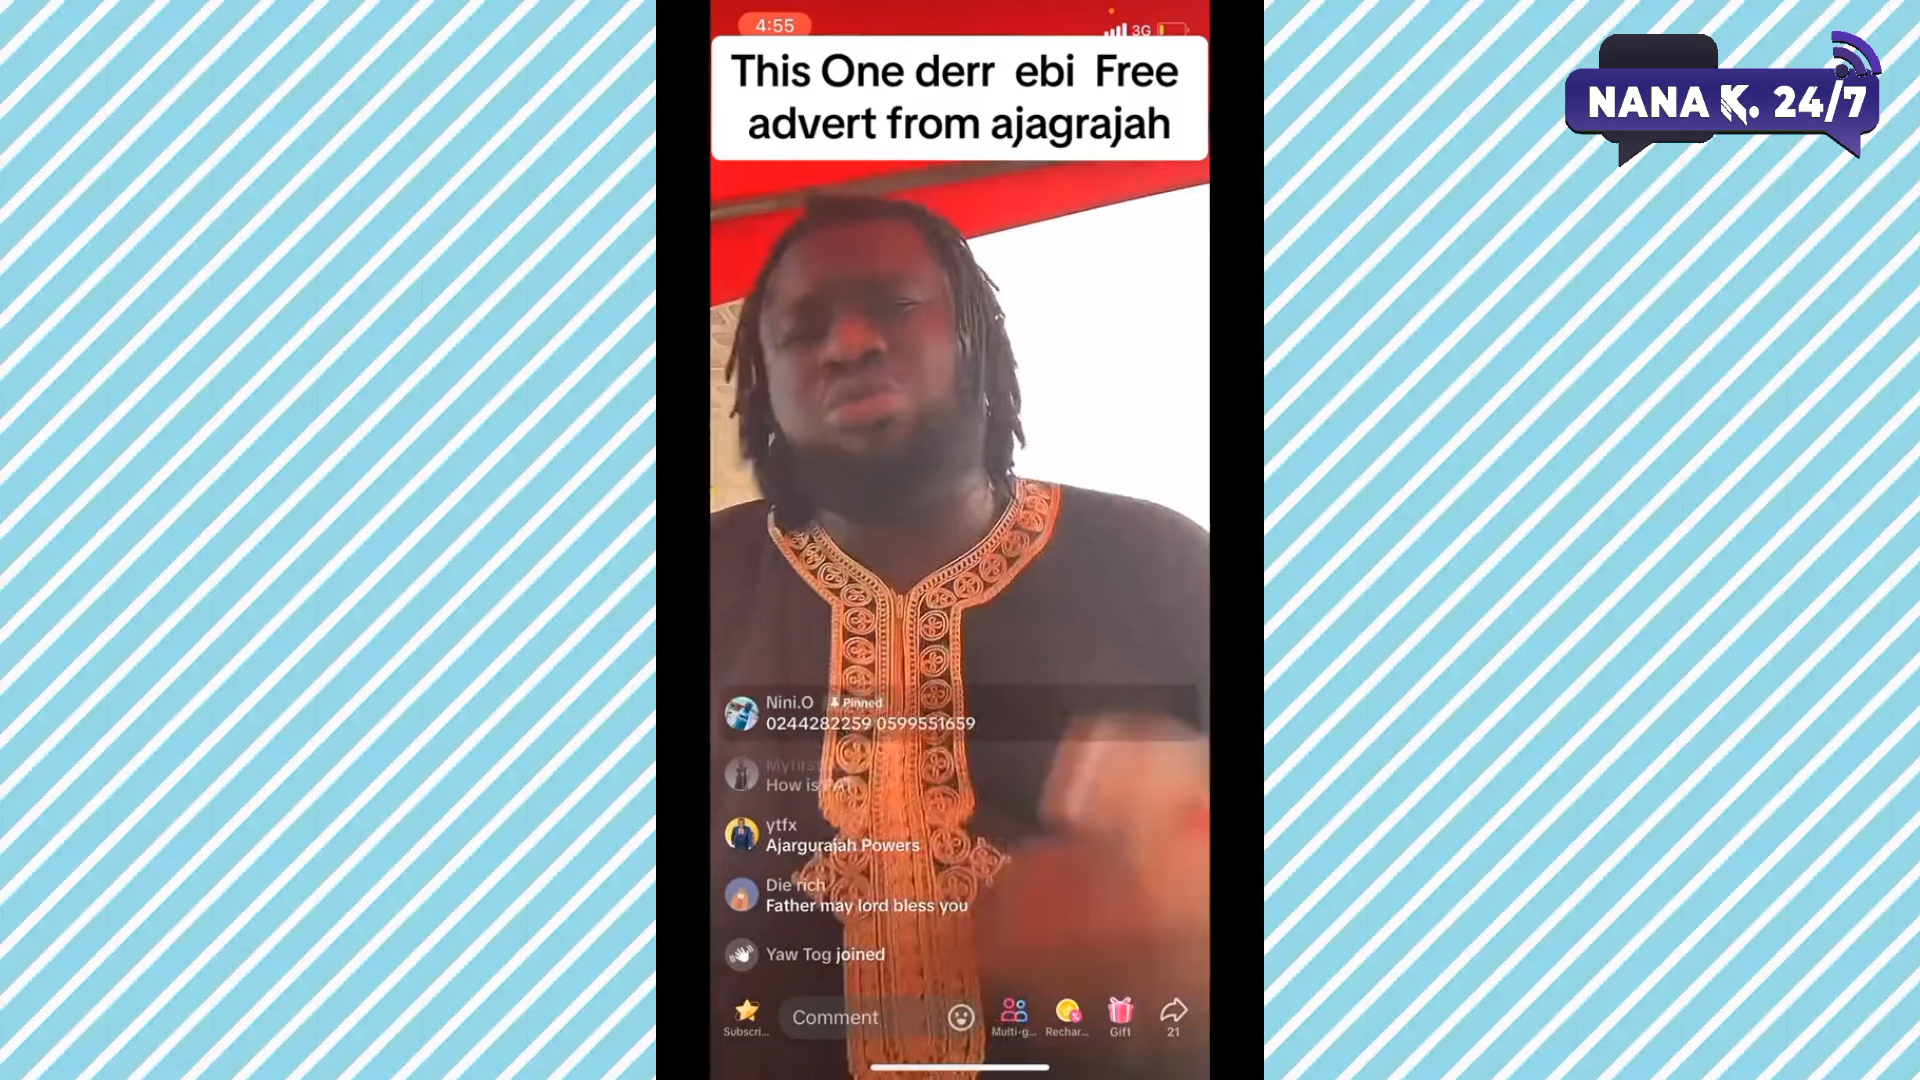 4:55
3G
This One derr ebi Free
advert from ajagrajah
NANA K. 24/7
Nini.O Pinned
0244282259 0599551659
Myfirst
How is
ytfx
Ajargurajah Powers
Die rich
Father may lord bless you
Yaw Tog joined
Subscri...
Comment
Multi-g...
Rechar...
Gift
21